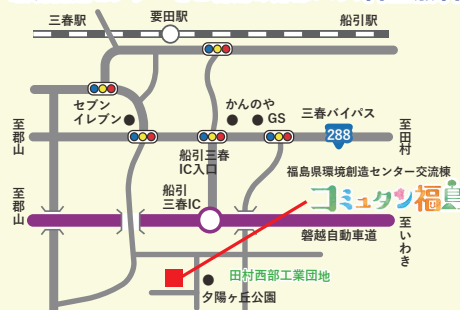 三春駅
要田駅
船引駅
セブン
イレブン
かんのや
GS
三春バイパス
288
至郡山
至田村
船引三春
IC入口
福島県環境創造センター交流棟
コミュタン福島
船引
三春IC
至郡山
磐越自動車道
至いわき
田村西部工業団地
夕陽ヶ丘公園